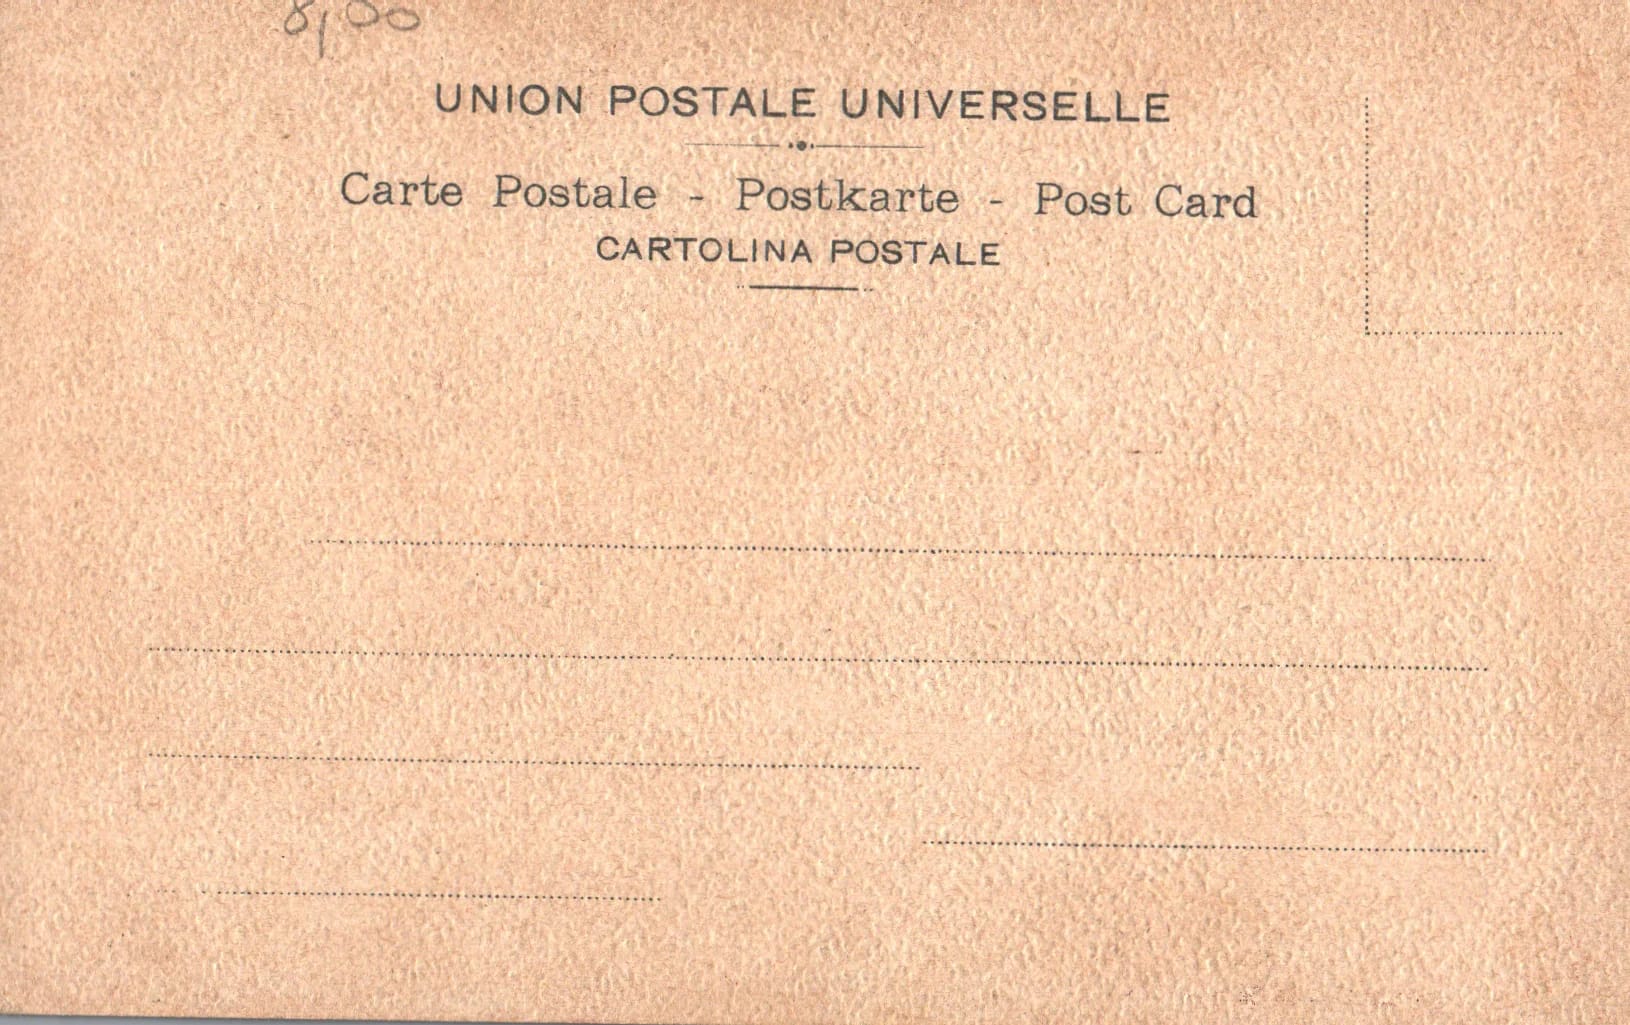 8,00
UNION POSTALE UNIVERSELLE
Carte Postale - Postkarte - Post Card
CARTOLINA POSTALE